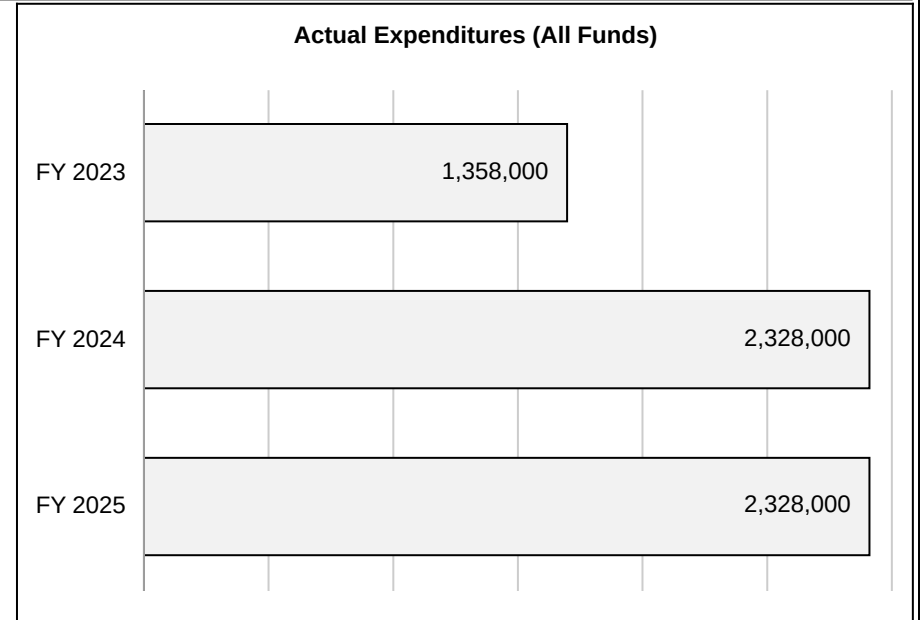 Actual Expenditures (All Funds)
FY 2023 1,358,000
FY 2024 2,328,000
FY 2025 2,328,000